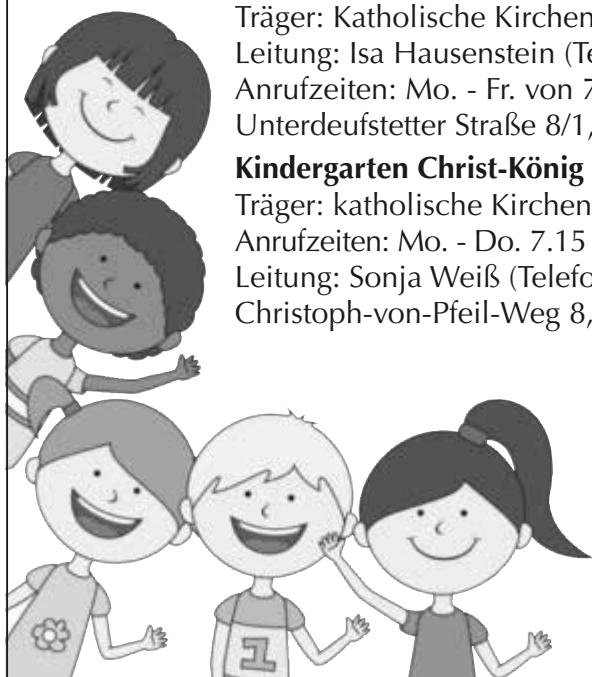 Träger: Katholische Kirchen
Leitung: Isa Hausenstein (Te
Anrufzeiten: Mo. - Fr. von 7
Unterdeufstetter Straße 8/1,
Kindergarten Christ-König
Träger: katholische Kirchen
Anrufzeiten: Mo. - Do. 7.15
Leitung: Sonja Weiß (Telefo
Christoph-von-Pfeil-Weg 8,
1